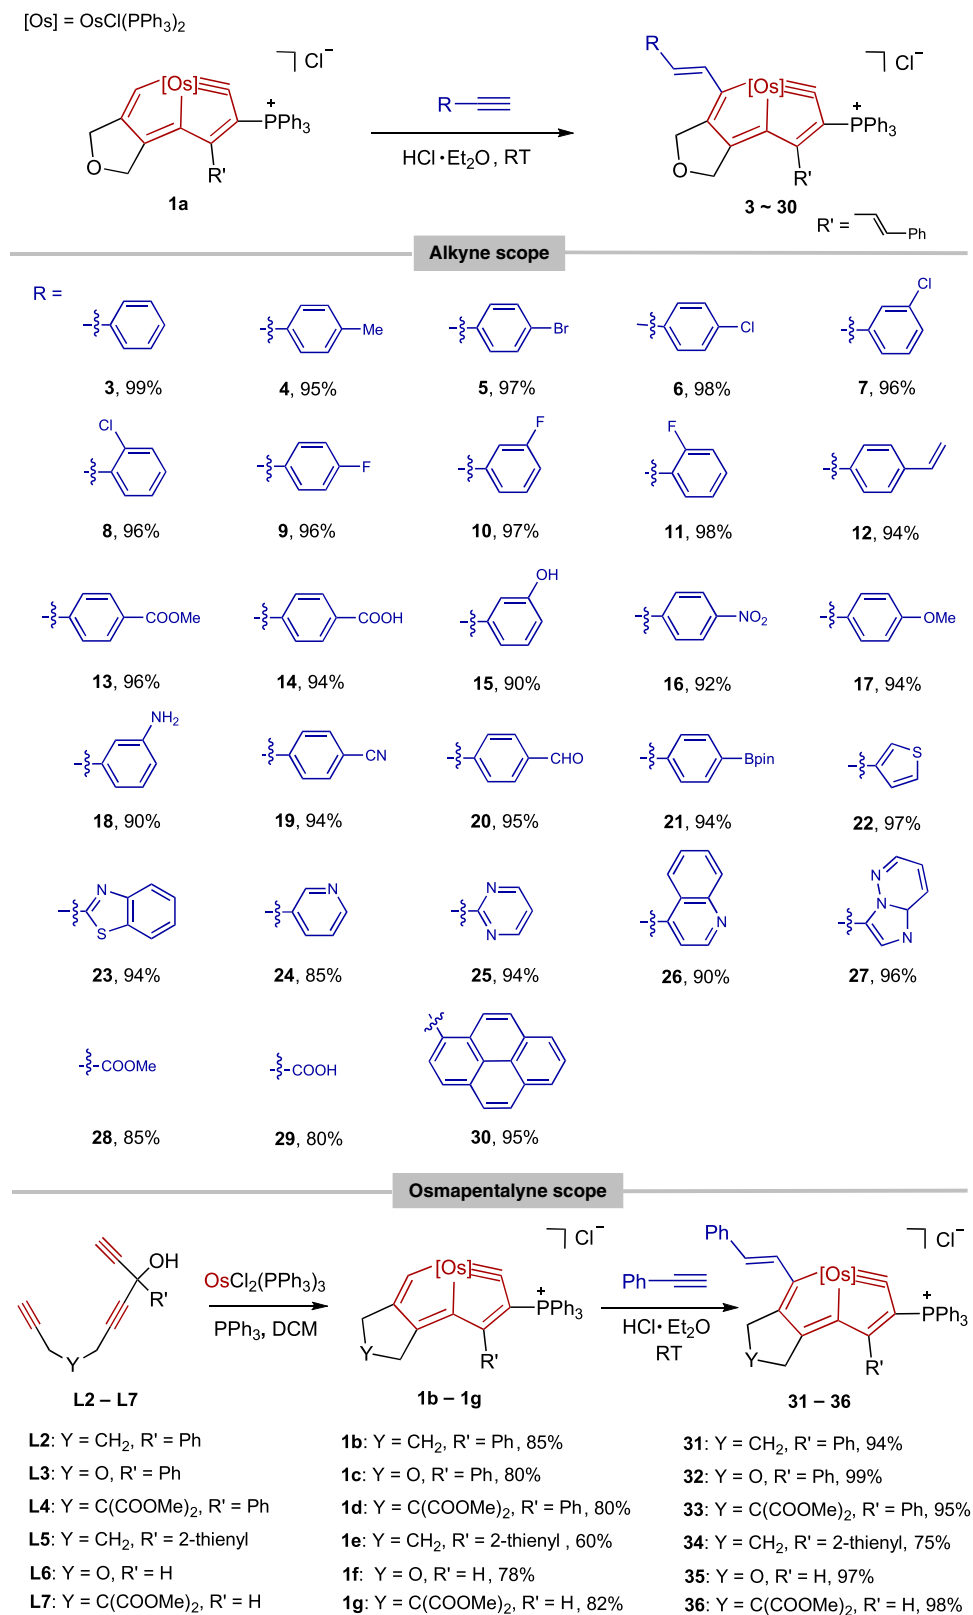 [Os] = OsCl(PPh3)2
[Os] ] Cl−
+
PPh3
O
R'
1a
R
HCl•Et2O, RT
R
[Os] ] Cl−
+
PPh3
O
R'
3 ~ 30
R' = Ph
Alkyne scope
R =
Me Br Cl Cl
3, 99% 4, 95% 5, 97% 6, 98% 7, 96%
Cl F F F
8, 96% 9, 96% 10, 97% 11, 98% 12, 94%
COOMe COOH OH NO2 OMe
13, 96% 14, 94% 15, 90% 16, 92% 17, 94%
NH2 CN CHO Bpin S
18, 90% 19, 94% 20, 95% 21, 94% 22, 97%
N S N N N N N N N
23, 94% 24, 85% 25, 94% 26, 90% 27, 96%
COOMe COOH
28, 85% 29, 80% 30, 95%
Osmapentalyne scope
OH
R'
Y
L2 – L7
OsCl2(PPh3)3
PPh3, DCM
[Os] ] Cl−
+
PPh3
Y
R'
1b – 1g
Ph
HCl• Et2O
RT
Ph
[Os] ] Cl−
+
PPh3
Y
R'
31 – 36
L2: Y = CH2, R' = Ph
L3: Y = O, R' = Ph
L4: Y = C(COOMe)2, R' = Ph
L5: Y = CH2, R' = 2-thienyl
L6: Y = O, R' = H
L7: Y = C(COOMe)2, R' = H
1b: Y = CH2, R' = Ph, 85%
1c: Y = O, R' = Ph, 80%
1d: Y = C(COOMe)2, R' = Ph, 80%
1e: Y = CH2, R' = 2-thienyl , 60%
1f: Y = O, R' = H, 78%
1g: Y = C(COOMe)2, R' = H, 82%
31: Y = CH2, R' = Ph, 94%
32: Y = O, R' = Ph, 99%
33: Y = C(COOMe)2, R' = Ph, 95%
34: Y = CH2, R' = 2-thienyl, 75%
35: Y = O, R' = H, 97%
36: Y = C(COOMe)2, R' = H, 98%